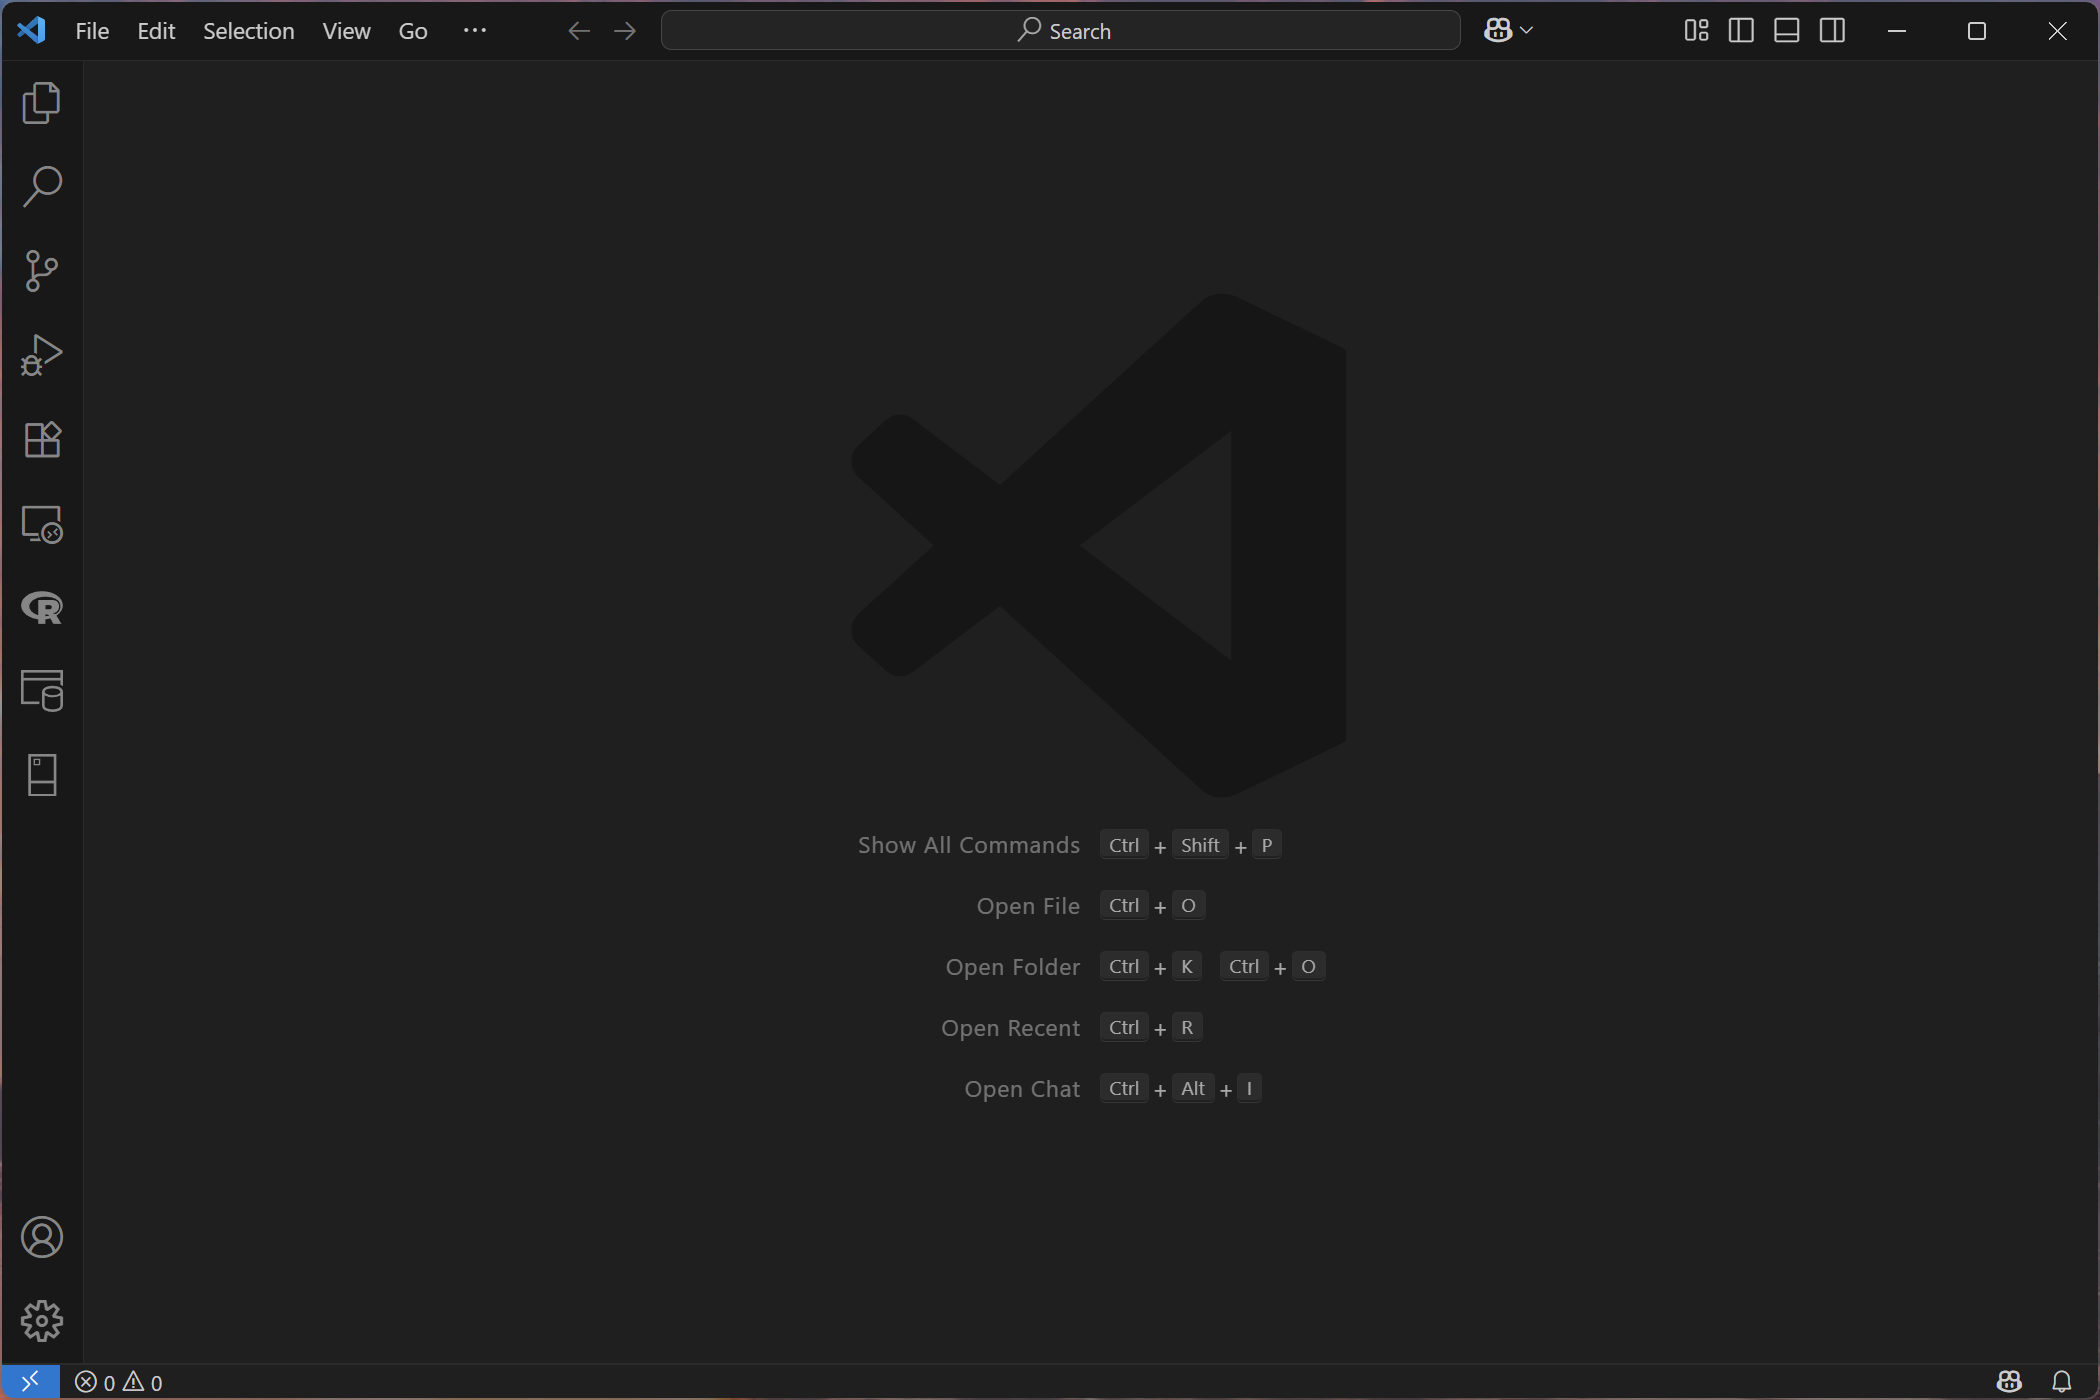 File Edit Selection View Go ··· Search
Show All Commands Ctrl + Shift + P
Open File Ctrl + O
Open Folder Ctrl + K Ctrl + O
Open Recent Ctrl + R
Open Chat Ctrl + Alt + I
0 0